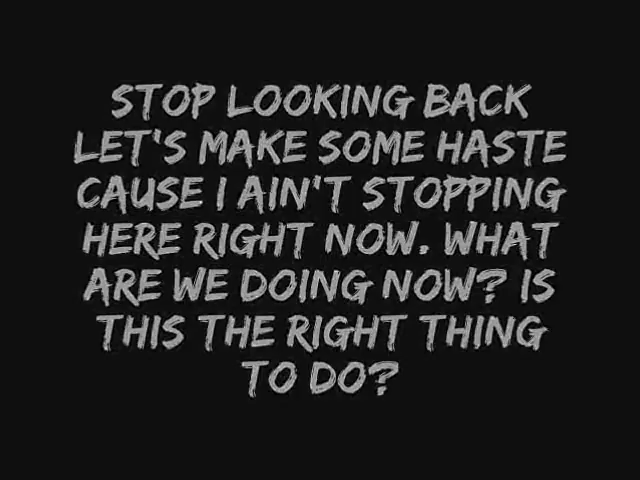 STOP LOOKING BACK
LET'S MAKE SOME HASTE
CAUSE I AIN'T STOPPING
HERE RIGHT NOW. WHAT
ARE WE DOING NOW? IS
THIS THE RIGHT THING
TO DO?